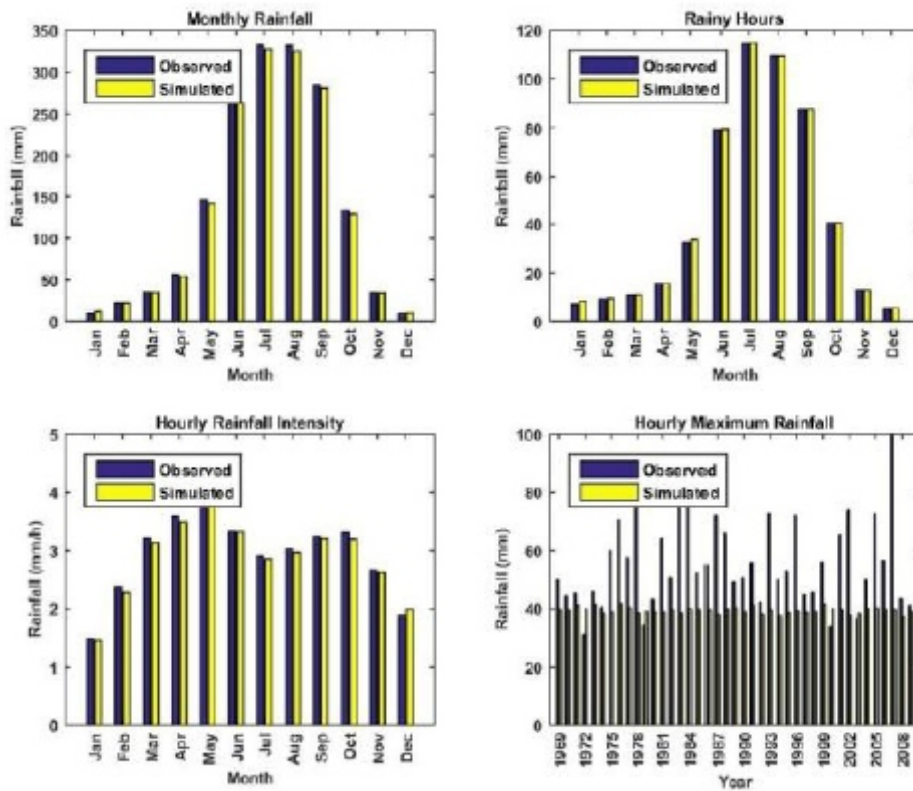 Monthly Rainfall
Rainfall (mm)
350
300
250
200
150
100
50
0
Observed
Simulated
Jan
Feb
Mar
Apr
May
Jun
Jul
Aug
Sep
Oct
Nov
Dec
Month
Rainy Hours
Rainfall (mm)
120
100
80
60
40
20
0
Observed
Simulated
Jan
Feb
Mar
Apr
May
Jun
Jul
Aug
Sep
Oct
Nov
Dec
Month
Hourly Rainfall Intensity
Rainfall (mm/h)
5
4
3
2
1
0
Observed
Simulated
Jan
Feb
Mar
Apr
May
Jun
Jul
Aug
Sep
Oct
Nov
Dec
Month
Hourly Maximum Rainfall
Rainfall (mm)
100
80
60
40
20
0
Observed
Simulated
1969
1972
1975
1978
1981
1984
1987
1990
1993
1996
1999
2002
2005
2008
Year